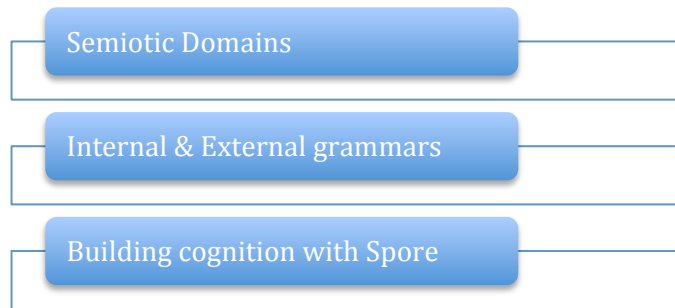 Semiotic Domains
Internal & External grammars
Building cognition with Spore